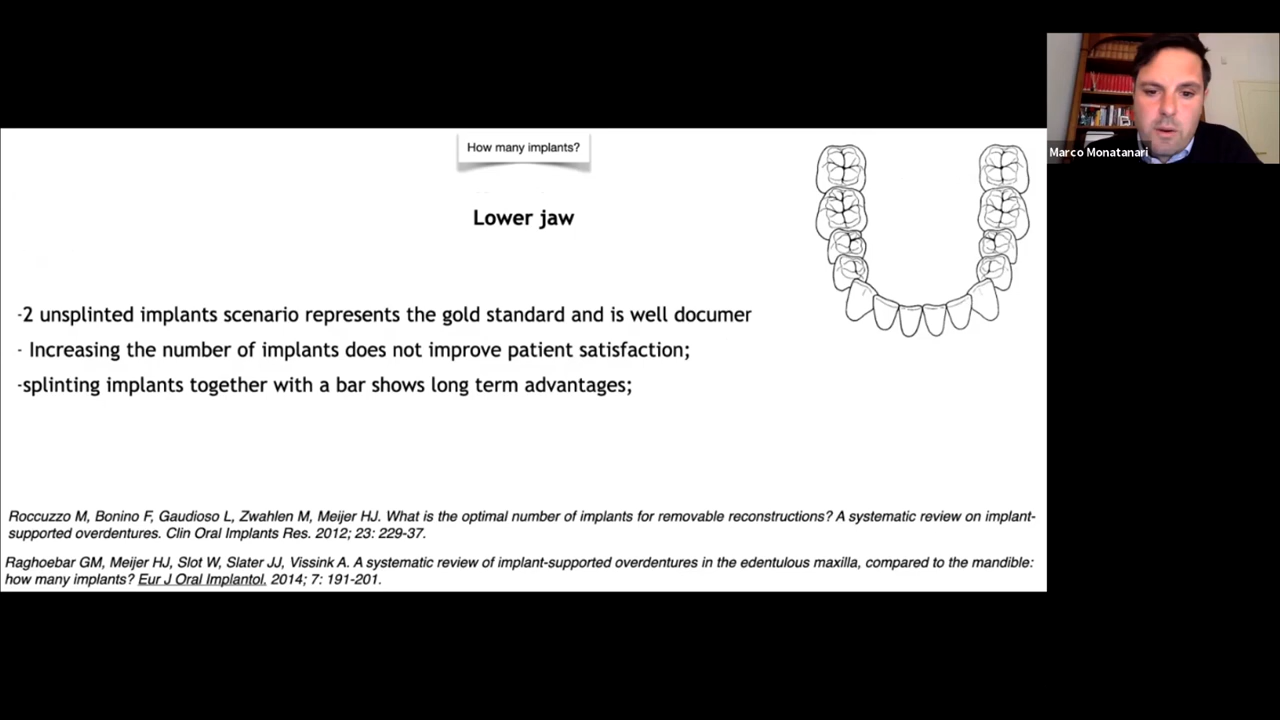 How many implants?
Marco Monatanari
Lower jaw
-2 unsplinted implants scenario represents the gold standard and is well documer
- Increasing the number of implants does not improve patient satisfaction;
-splinting implants together with a bar shows long term advantages;
Roccuzzo M, Bonino F, Gaudioso L, Zwahlen M, Meijer HJ. What is the optimal number of implants for removable reconstructions? A systematic review on implant-
supported overdentures. Clin Oral Implants Res. 2012; 23: 229-37.
Raghoebar GM, Meijer HJ, Slot W, Slater JJ, Vissink A. A systematic review of implant-supported overdentures in the edentulous maxilla, compared to the mandible:
how many implants? Eur J Oral Implantol. 2014; 7: 191-201.